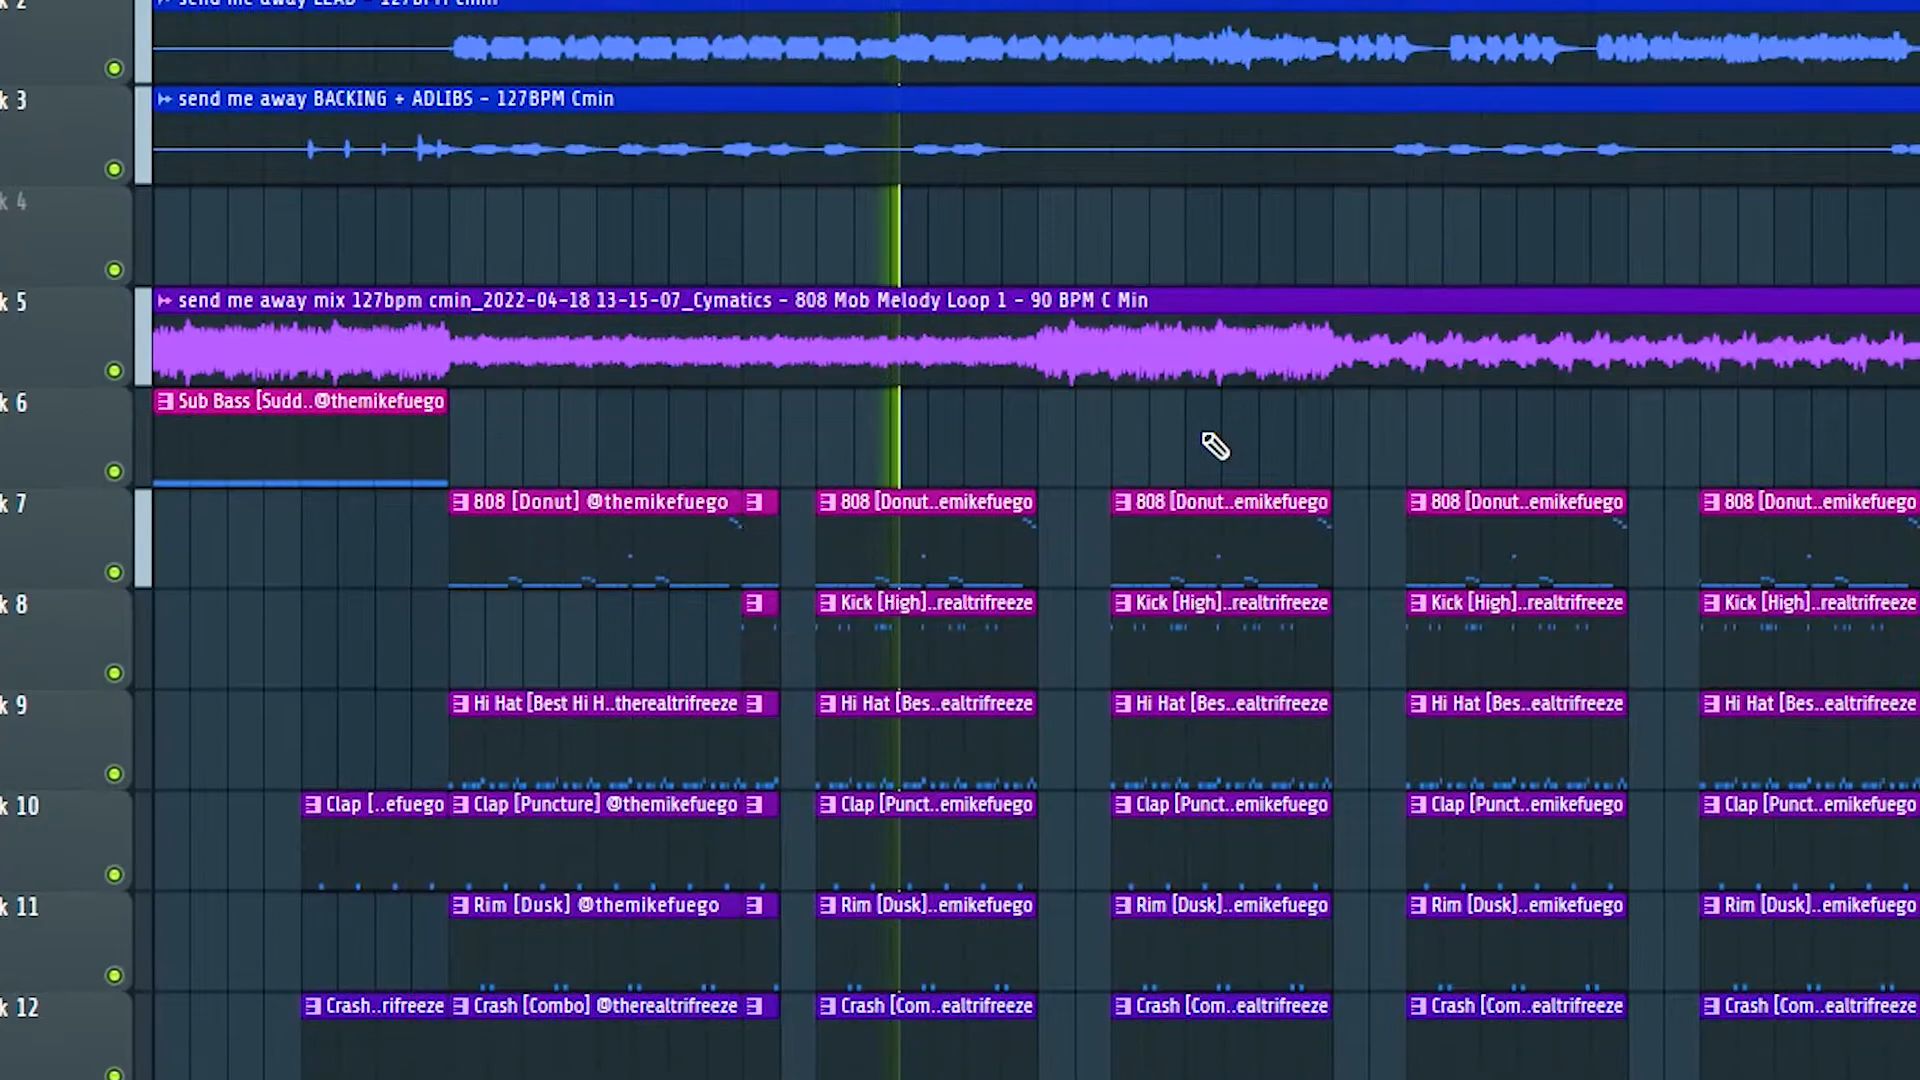 k 2
send me away LEAD - 127BPM Cmin
k 3
send me away BACKING + ADLIBS - 127BPM Cmin
k 4
k 5
send me away mix 127bpm cmin_2022-04-18 13-15-07_Cymatics - 808 Mob Melody Loop 1 - 90 BPM C Min
k 6
Sub Bass [Sudd..@themikefuego
k 7
808 [Donut] @themikefuego 808 [Donut..emikefuego 808 [Donut..emikefuego 808 [Donut..emikefuego 808 [Donut..emikefuego
k 8
Kick [High]..realtrifreeze Kick [High]..realtrifreeze Kick [High]..realtrifreeze Kick [High]..realtrifreeze
k 9
Hi Hat [Best Hi H..therealtrifreeze Hi Hat [Bes..ealtrifreeze Hi Hat [Bes..ealtrifreeze Hi Hat [Bes..ealtrifreeze Hi Hat [Bes..ealtrifreeze
k 10
Clap [..efuego Clap [Puncture] @themikefuego Clap [Punct..emikefuego Clap [Punct..emikefuego Clap [Punct..emikefuego Clap [Punct..emikefuego
k 11
Rim [Dusk] @themikefuego Rim [Dusk]..emikefuego Rim [Dusk]..emikefuego Rim [Dusk]..emikefuego Rim [Dusk]..emikefuego
k 12
Crash..rifreeze Crash [Combo] @therealtrifreeze Crash [Com..ealtrifreeze Crash [Com..ealtrifreeze Crash [Com..ealtrifreeze Crash [Com..ealtrifreeze